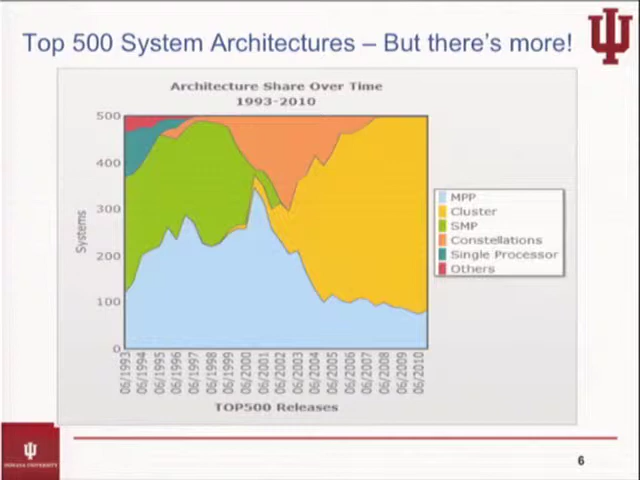 Top 500 System Architectures – But there's more!
Architecture Share Over Time
1993-2010
500
400
300
200
100
0
Systems
MPP
Cluster
SMP
Constellations
Single Processor
Others
06/1993
06/1994
06/1995
06/1996
06/1997
06/1998
06/1999
06/2000
06/2001
06/2002
06/2003
06/2004
06/2005
06/2006
06/2007
06/2008
06/2009
06/2010
TOP500 Releases
INDIANA UNIVERSITY
6